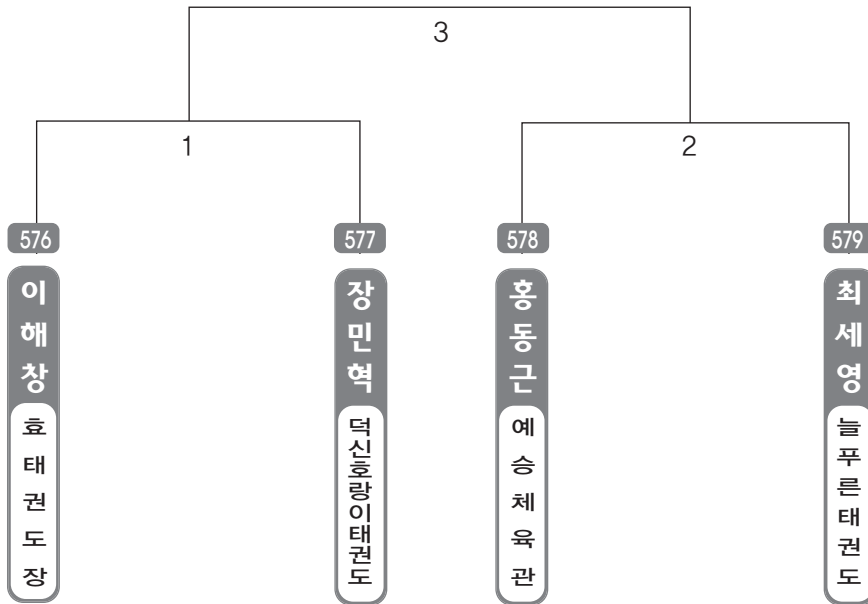 3
1
2
576
577
578
579
이해창
장민혁
홍동근
최세영
효태권도장
덕신호랑이태권도
예승체육관
늘푸른태권도